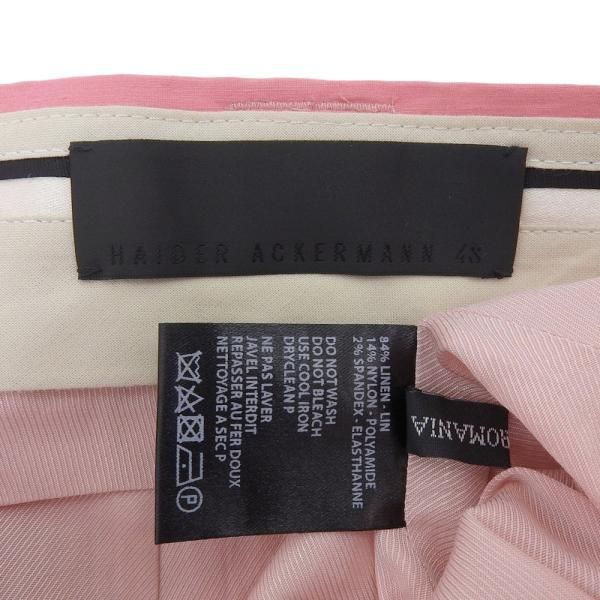 HAIDER ACKERMANN 48
84% LINEN - LIN
14% NYLON - POLYAMIDE
2% SPANDEX - ELASTHANNE
DO NOT WASH
DO NOT BLEACH
USE COOL IRON
DRYCLEAN P
NE PAS LAVER
JAVEL INTERDIT
REPASSER AU FER DOUX
NETTOYAGE A SEC P
P
ROMANIA